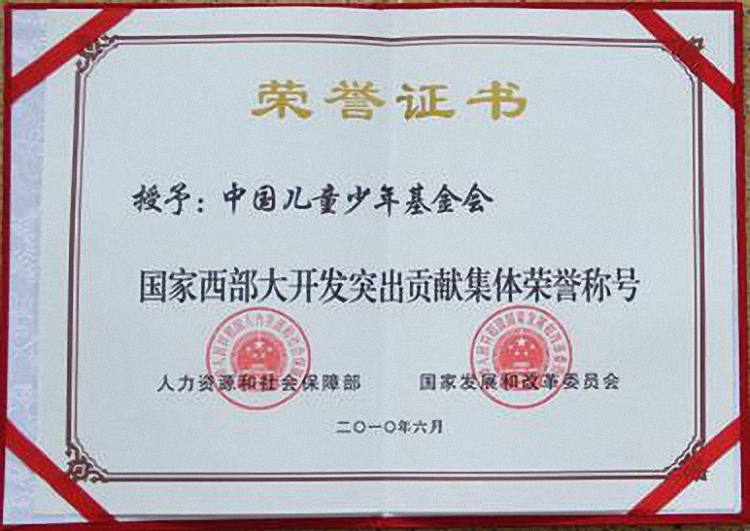 荣誉证书
授予：中国儿童少年基金会
国家西部大开发突出贡献集体荣誉称号
人力资源和社会保障部 国家发展和改革委员会
二〇一〇年六月